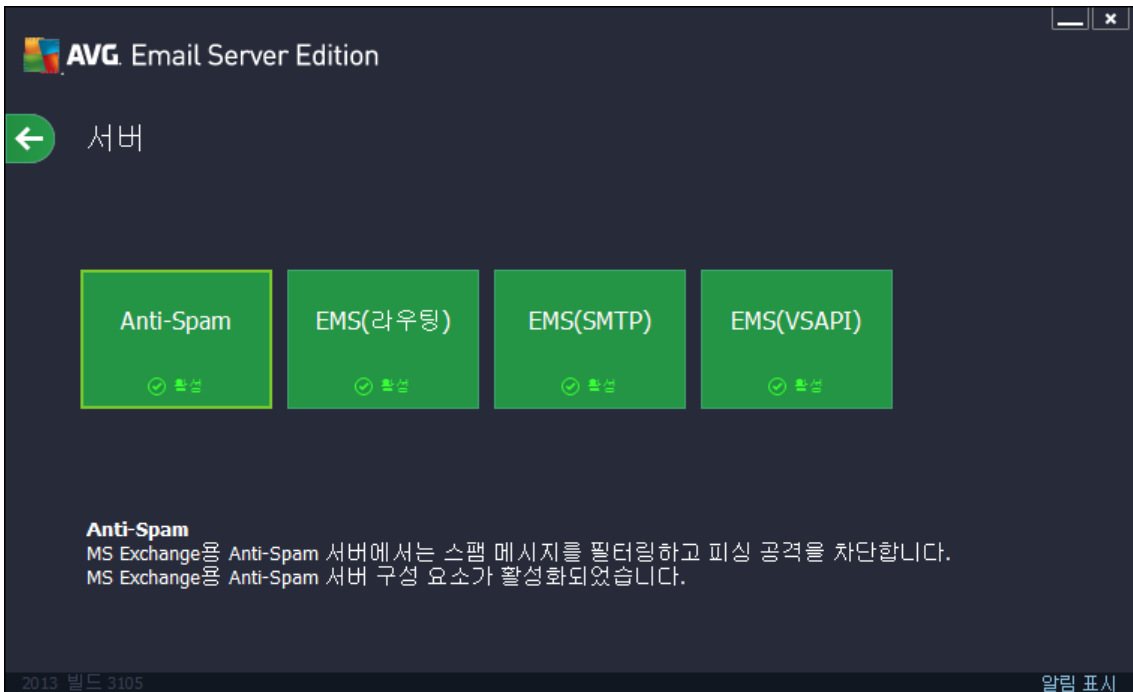 AVG. Email Server Edition
서버
Anti-Spam
활성
EMS(라우팅)
활성
EMS(SMTP)
활성
EMS(VSAPI)
활성
Anti-Spam
MS Exchange용 Anti-Spam 서버에서는 스팸 메시지를 필터링하고 피싱 공격을 차단합니다.
MS Exchange용 Anti-Spam 서버 구성 요소가 활성화되었습니다.
2013 빌드 3105
알림 표시